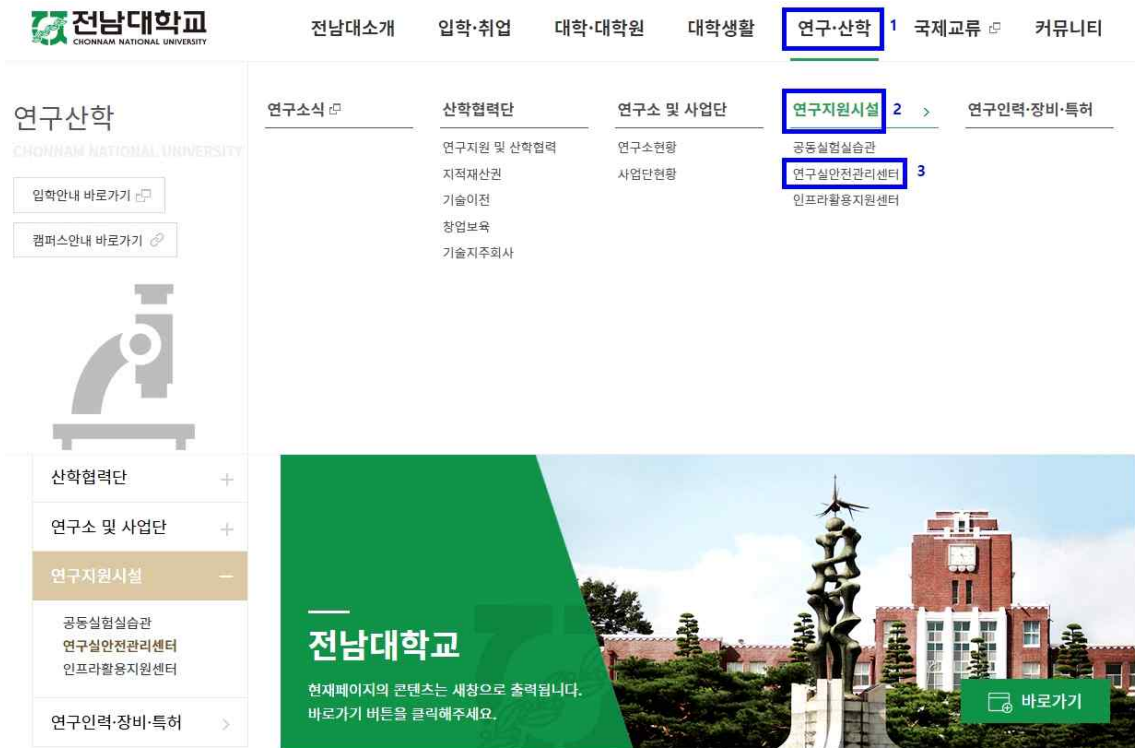 전남대학교
CHONNAM NATIONAL UNIVERSITY
전남대소개 입학·취업 대학·대학원 대학생활 연구·산학 1 국제교류 커뮤니티
연구산학
CHONNAM NATIONAL UNIVERSITY
입학안내 바로가기
캠퍼스안내 바로가기
연구소식
산학협력단
연구지원 및 산학협력
지적재산권
기술이전
창업보육
기술지주회사
연구소 및 사업단
연구소현황
사업단현황
연구지원시설 2 >
공동실험실습관
연구실안전관리센터 3
인프라활용지원센터
연구인력·장비·특허
산학협력단 +
연구소 및 사업단 +
연구지원시설 −
공동실험실습관
연구실안전관리센터
인프라활용지원센터
연구인력·장비·특허 >
전남대학교
현재페이지의 콘텐츠는 새창으로 출력됩니다.
바로가기 버튼을 클릭해주세요.
바로가기